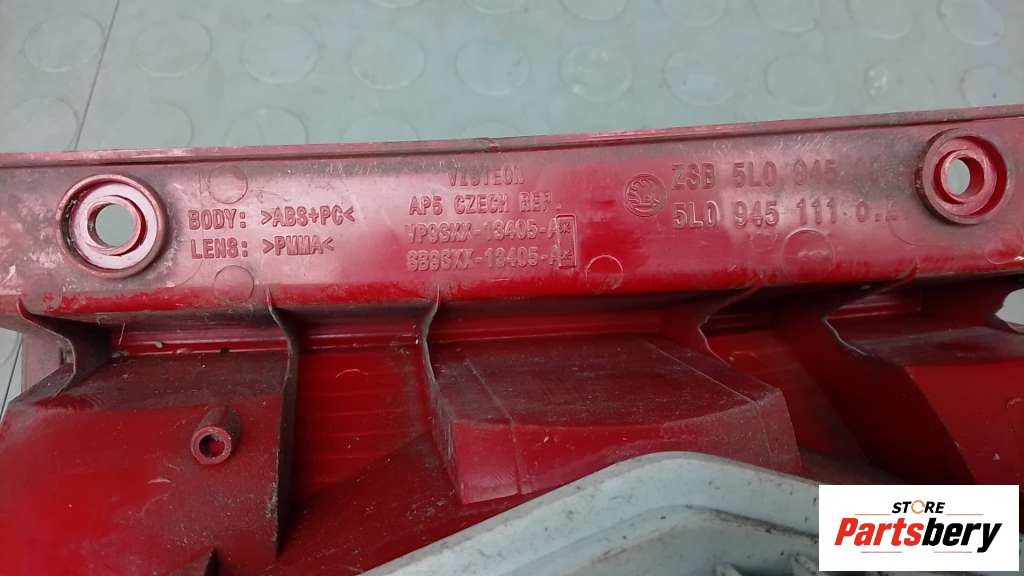 BODY: >ABS+PC<
LENS: >PMMA<
VISTEON
AP5 CZECH REP.
VP9SXX-13405-A*
SB9SXX-13405-A*
ZSB 5L0 945
5L0 945 111
STORE
Partsbery